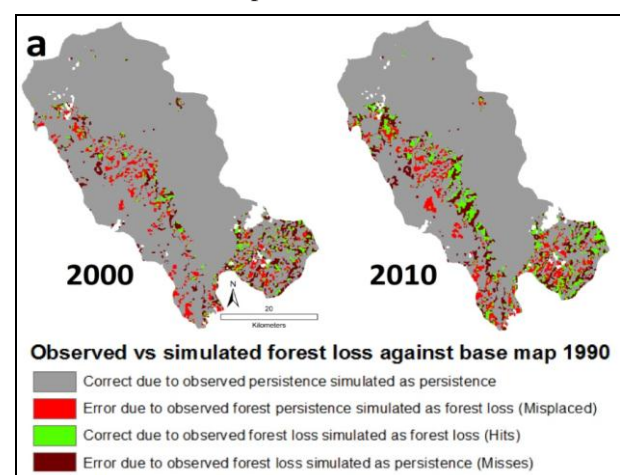 a
2000
2010
N
20
Kilometers
Observed vs simulated forest loss against base map 1990
Correct due to observed persistence simulated as persistence
Error due to observed forest persistence simulated as forest loss (Misplaced)
Correct due to observed forest loss simulated as forest loss (Hits)
Error due to observed forest loss simulated as persistence (Misses)